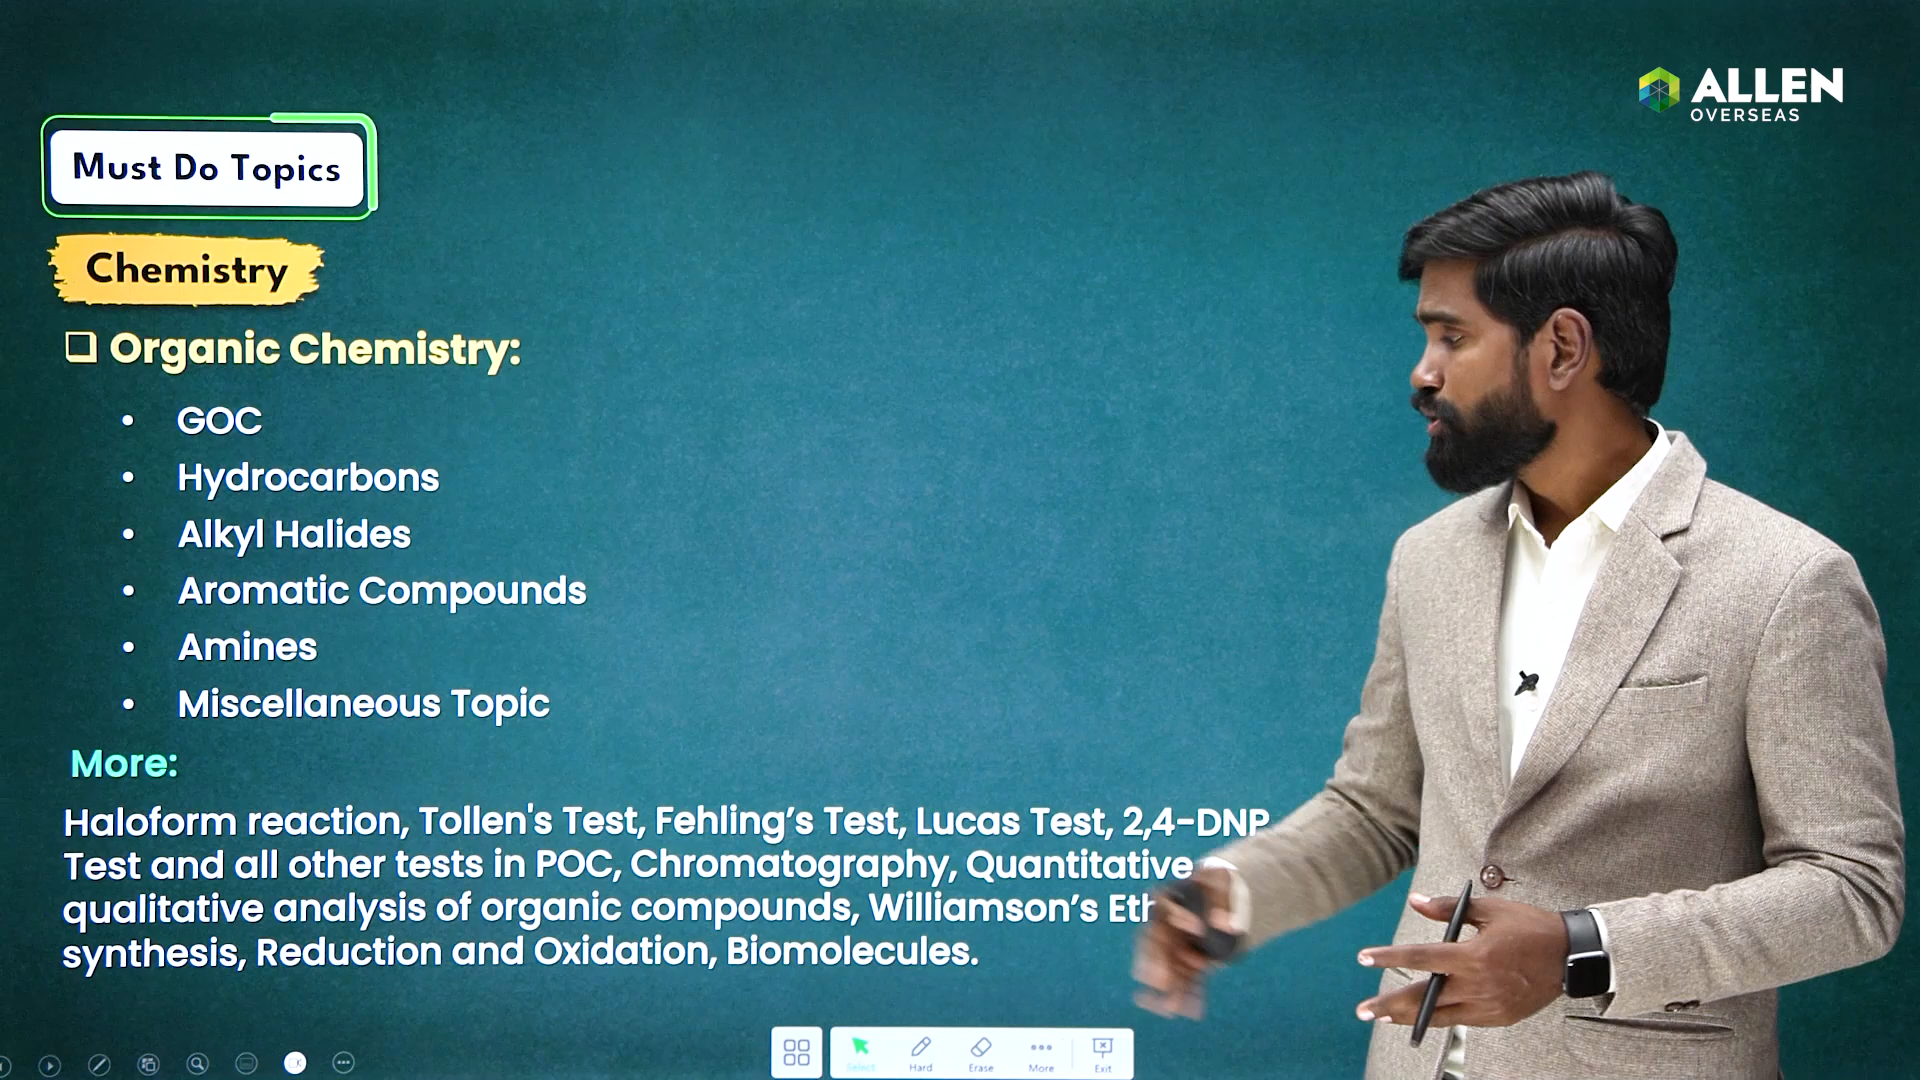 ALLEN
OVERSEAS
Must Do Topics
Chemistry
❑ Organic Chemistry:
• GOC
• Hydrocarbons
• Alkyl Halides
• Aromatic Compounds
• Amines
• Miscellaneous Topic
More:
Haloform reaction, Tollen's Test, Fehling’s Test, Lucas Test, 2,4-DNP
Test and all other tests in POC, Chromatography, Quantitative
qualitative analysis of organic compounds, Williamson’s Eth
synthesis, Reduction and Oxidation, Biomolecules.
Select Hard Erase More Exit